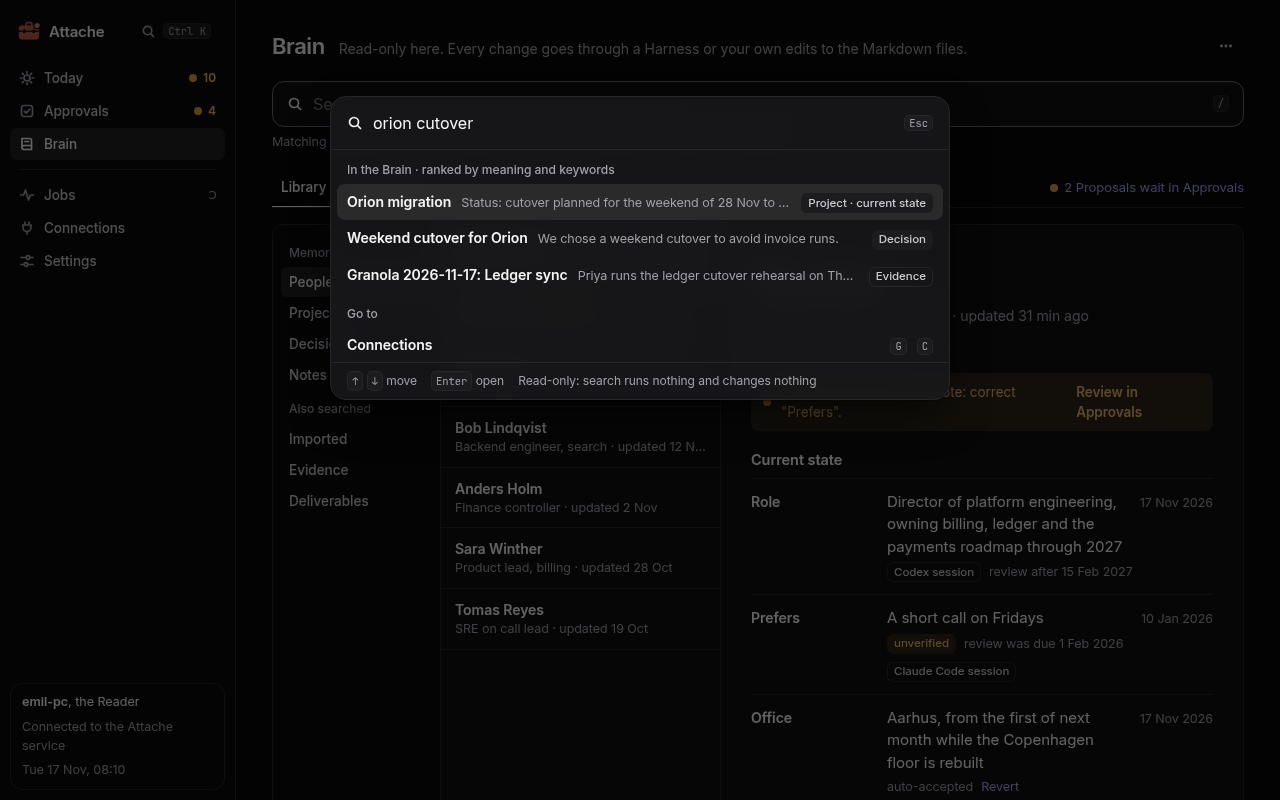 Attache
Ctrl K
Today 10
Approvals 4
Brain
Jobs
Connections
Settings
emil-pc, the Reader
Connected to the Attache
service
Tue 17 Nov, 08:10
Brain Read-only here. Every change goes through a Harness or your own edits to the Markdown files.
Se /
Matching
Library 2 Proposals wait in Approvals
orion cutover Esc
In the Brain · ranked by meaning and keywords
Orion migration Status: cutover planned for the weekend of 28 Nov to ... Project · current state
Weekend cutover for Orion We chose a weekend cutover to avoid invoice runs. Decision
Granola 2026-11-17: Ledger sync Priya runs the ledger cutover rehearsal on Th... Evidence
Go to
Connections G C
↑ ↓ move Enter open Read-only: search runs nothing and changes nothing
Memor
People
Projec
Decisi
Notes
Also searched
Imported
Evidence
Deliverables
Bob Lindqvist
Backend engineer, search · updated 12 N...
Anders Holm
Finance controller · updated 2 Nov
Sara Winther
Product lead, billing · updated 28 Oct
Tomas Reyes
SRE on call lead · updated 19 Oct
· updated 31 min ago
ote: correct
"Prefers".
Review in
Approvals
Current state
Role
Director of platform engineering,
owning billing, ledger and the
payments roadmap through 2027
17 Nov 2026
Codex session review after 15 Feb 2027
Prefers
A short call on Fridays
10 Jan 2026
unverified review was due 1 Feb 2026
Claude Code session
Office
Aarhus, from the first of next
month while the Copenhagen
floor is rebuilt
17 Nov 2026
auto-accepted Revert